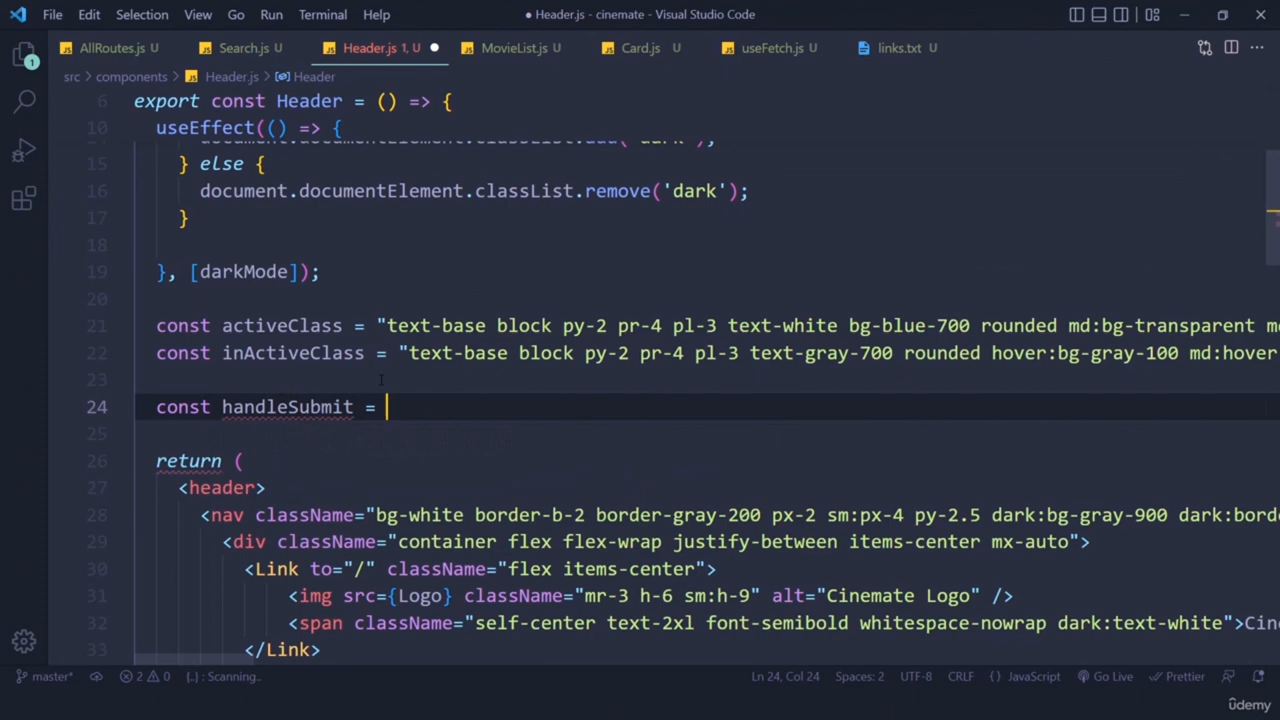 File Edit Selection View Go Run Terminal Help
● Header.js - cinemate - Visual Studio Code
AllRoutes.js U
Search.js U
Header.js 1, U
MovieList.js U
Card.js U
useFetch.js U
links.txt U
src > components > Header.js > Header
6 export const Header = () => {
10 useEffect(() => {
15 } else {
16 document.documentElement.classList.remove('dark');
17 }
18
19 }, [darkMode]);
20
21 const activeClass = "text-base block py-2 pr-4 pl-3 text-white bg-blue-700 rounded md:bg-transparent
22 const inActiveClass = "text-base block py-2 pr-4 pl-3 text-gray-700 rounded hover:bg-gray-100 md:hover
23
24 const handleSubmit =
25
26 return (
27 <header>
28 <nav className="bg-white border-b-2 border-gray-200 px-2 sm:px-4 py-2.5 dark:bg-gray-900
29 <div className="container flex flex-wrap justify-between items-center mx-auto">
30 <Link to="/" className="flex items-center">
31 <img src={Logo} className="mr-3 h-6 sm:h-9" alt="Cinemate Logo" />
32 <span className="self-center text-2xl font-semibold whitespace-nowrap dark:text-white">
33 </Link>
master* 2 0 {..} : Scanning.. Ln 24, Col 24 Spaces: 2 UTF-8 CRLF {} JavaScript Go Live Prettier
1
ûdemy